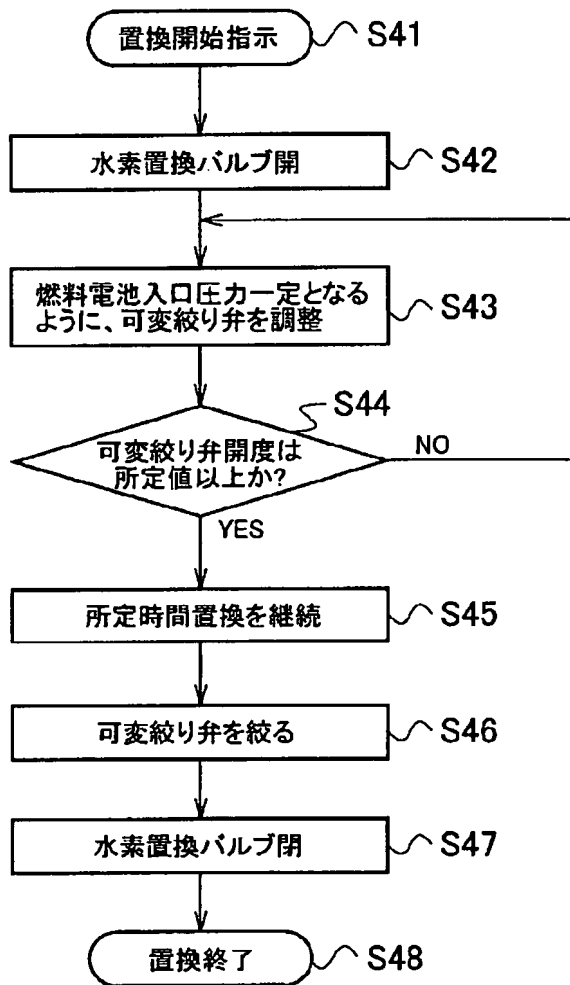 置換開始指示
S41
水素置換バルブ開
S42
燃料電池入口圧力一定となる
ように、可変絞り弁を調整
S43
S44
可変絞り弁開度は
所定値以上か?
NO
YES
所定時間置換を継続
S45
可変絞り弁を絞る
S46
水素置換バルブ閉
S47
置換終了
S48